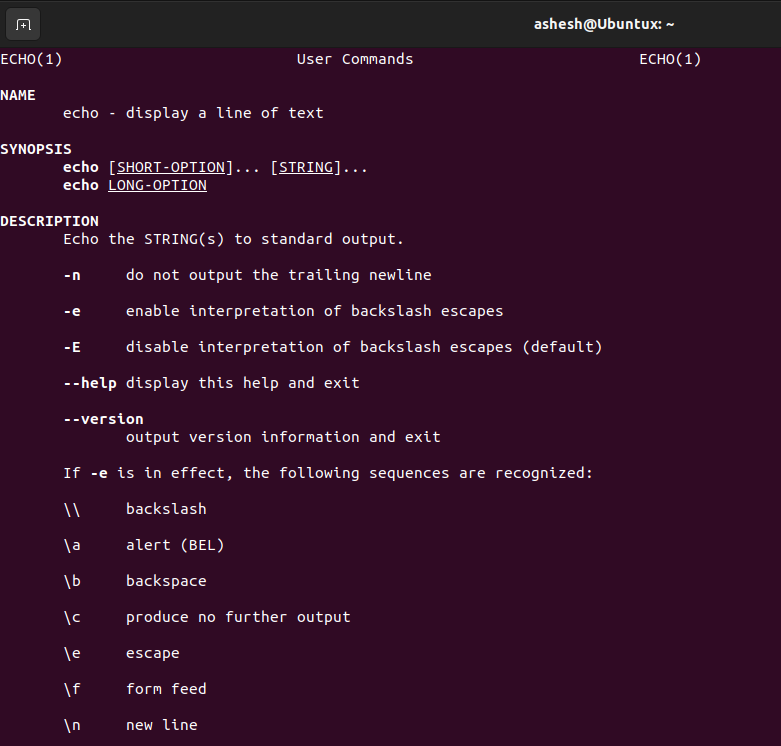 ashesh@Ubuntux: ~
ECHO(1) User Commands ECHO(1)
NAME
echo - display a line of text
SYNOPSIS
echo [SHORT-OPTION]... [STRING]...
echo LONG-OPTION
DESCRIPTION
Echo the STRING(s) to standard output.
-n do not output the trailing newline
-e enable interpretation of backslash escapes
-E disable interpretation of backslash escapes (default)
--help display this help and exit
--version
output version information and exit
If -e is in effect, the following sequences are recognized:
\\ backslash
\a alert (BEL)
\b backspace
\c produce no further output
\e escape
\f form feed
\n new line